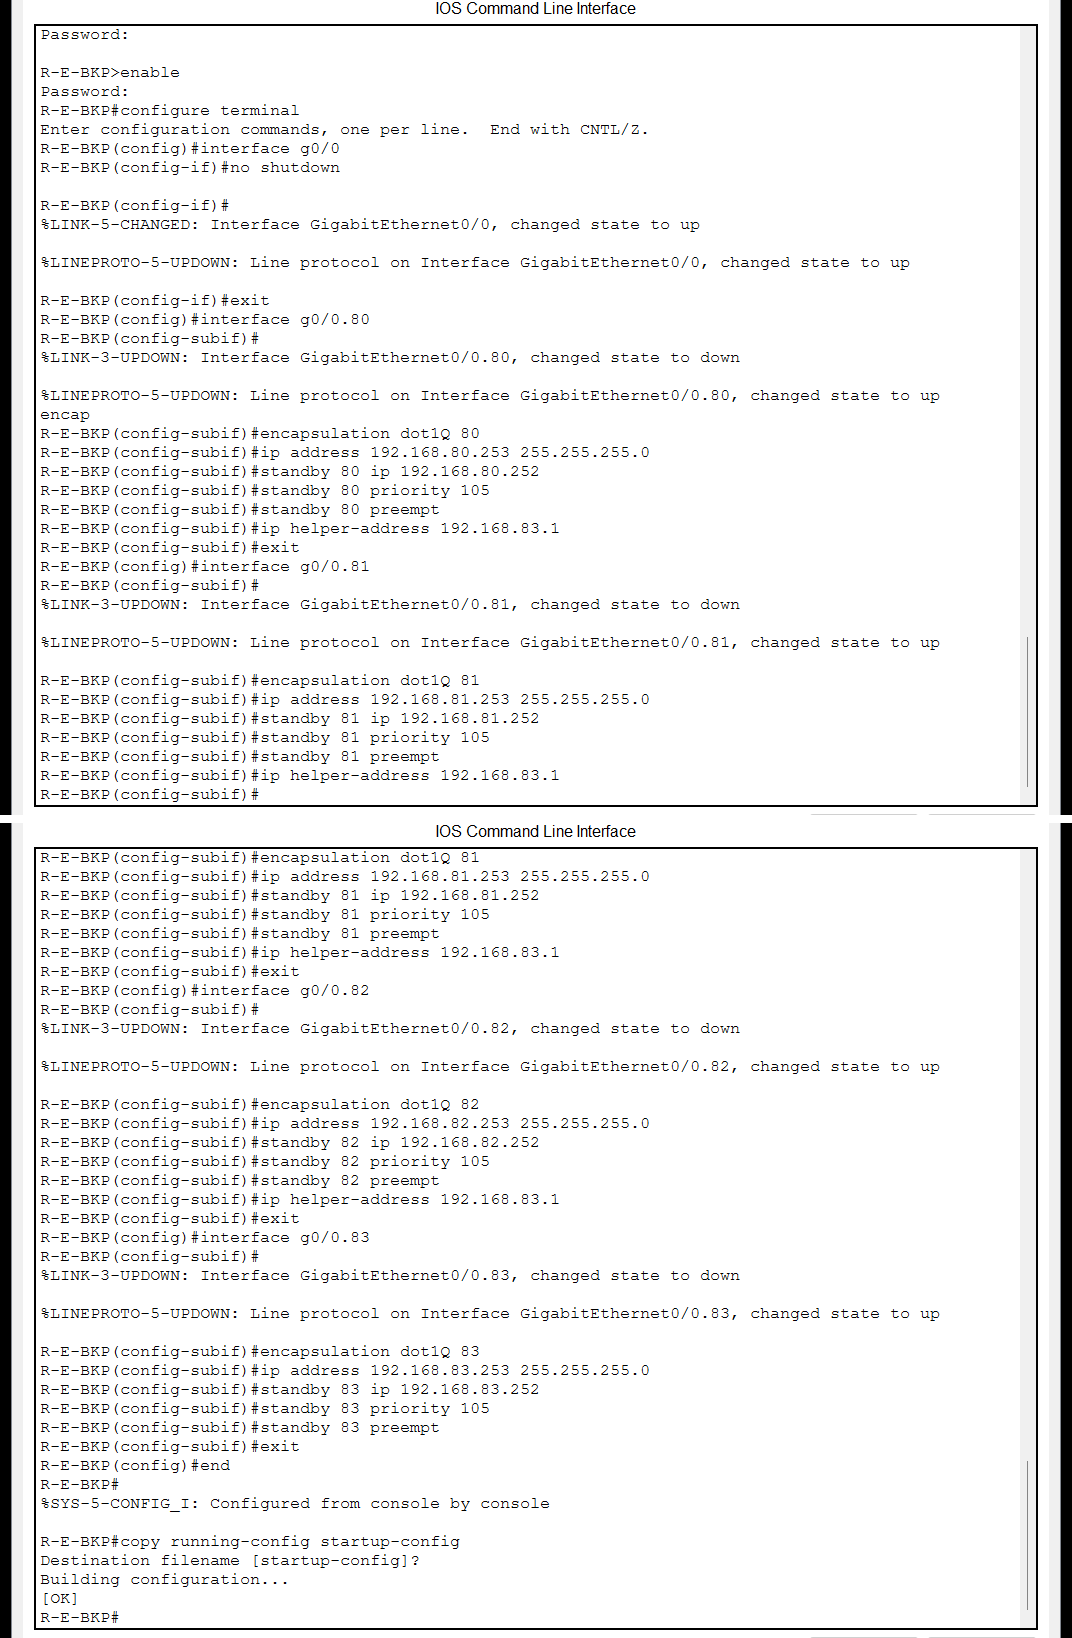 IOS Command Line Interface
Password:
R-E-BKP>enable
Password:
R-E-BKP#configure terminal
Enter configuration commands, one per line.  End with CNTL/Z.
R-E-BKP(config)#interface g0/0
R-E-BKP(config-if)#no shutdown
R-E-BKP(config-if)#
%LINK-5-CHANGED: Interface GigabitEthernet0/0, changed state to up
%LINEPROTO-5-UPDOWN: Line protocol on Interface GigabitEthernet0/0, changed state to up
R-E-BKP(config-if)#exit
R-E-BKP(config)#interface g0/0.80
R-E-BKP(config-subif)#
%LINK-3-UPDOWN: Interface GigabitEthernet0/0.80, changed state to down
%LINEPROTO-5-UPDOWN: Line protocol on Interface GigabitEthernet0/0.80, changed state to up
encap
R-E-BKP(config-subif)#encapsulation dot1Q 80
R-E-BKP(config-subif)#ip address 192.168.80.253 255.255.255.0
R-E-BKP(config-subif)#standby 80 ip 192.168.80.252
R-E-BKP(config-subif)#standby 80 priority 105
R-E-BKP(config-subif)#standby 80 preempt
R-E-BKP(config-subif)#ip helper-address 192.168.83.1
R-E-BKP(config-subif)#exit
R-E-BKP(config)#interface g0/0.81
R-E-BKP(config-subif)#
%LINK-3-UPDOWN: Interface GigabitEthernet0/0.81, changed state to down
%LINEPROTO-5-UPDOWN: Line protocol on Interface GigabitEthernet0/0.81, changed state to up
R-E-BKP(config-subif)#encapsulation dot1Q 81
R-E-BKP(config-subif)#ip address 192.168.81.253 255.255.255.0
R-E-BKP(config-subif)#standby 81 ip 192.168.81.252
R-E-BKP(config-subif)#standby 81 priority 105
R-E-BKP(config-subif)#standby 81 preempt
R-E-BKP(config-subif)#ip helper-address 192.168.83.1
R-E-BKP(config-subif)#
IOS Command Line Interface
R-E-BKP(config-subif)#encapsulation dot1Q 81
R-E-BKP(config-subif)#ip address 192.168.81.253 255.255.255.0
R-E-BKP(config-subif)#standby 81 ip 192.168.81.252
R-E-BKP(config-subif)#standby 81 priority 105
R-E-BKP(config-subif)#standby 81 preempt
R-E-BKP(config-subif)#ip helper-address 192.168.83.1
R-E-BKP(config-subif)#exit
R-E-BKP(config)#interface g0/0.82
R-E-BKP(config-subif)#
%LINK-3-UPDOWN: Interface GigabitEthernet0/0.82, changed state to down
%LINEPROTO-5-UPDOWN: Line protocol on Interface GigabitEthernet0/0.82, changed state to up
R-E-BKP(config-subif)#encapsulation dot1Q 82
R-E-BKP(config-subif)#ip address 192.168.82.253 255.255.255.0
R-E-BKP(config-subif)#standby 82 ip 192.168.82.252
R-E-BKP(config-subif)#standby 82 priority 105
R-E-BKP(config-subif)#standby 82 preempt
R-E-BKP(config-subif)#ip helper-address 192.168.83.1
R-E-BKP(config-subif)#exit
R-E-BKP(config)#interface g0/0.83
R-E-BKP(config-subif)#
%LINK-3-UPDOWN: Interface GigabitEthernet0/0.83, changed state to down
%LINEPROTO-5-UPDOWN: Line protocol on Interface GigabitEthernet0/0.83, changed state to up
R-E-BKP(config-subif)#encapsulation dot1Q 83
R-E-BKP(config-subif)#ip address 192.168.83.253 255.255.255.0
R-E-BKP(config-subif)#standby 83 ip 192.168.83.252
R-E-BKP(config-subif)#standby 83 priority 105
R-E-BKP(config-subif)#standby 83 preempt
R-E-BKP(config-subif)#exit
R-E-BKP(config)#end
R-E-BKP#
%SYS-5-CONFIG_I: Configured from console by console
R-E-BKP#copy running-config startup-config
Destination filename [startup-config]?
Building configuration...
[OK]
R-E-BKP#